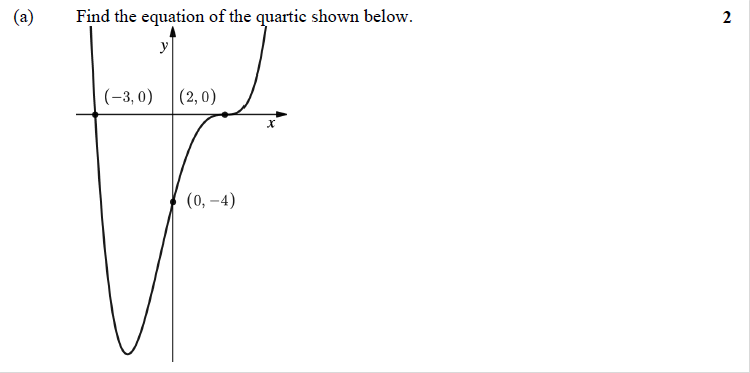 (a) Find the equation of the quartic shown below. 2
y
(−3, 0) (2, 0)
x
(0, −4)